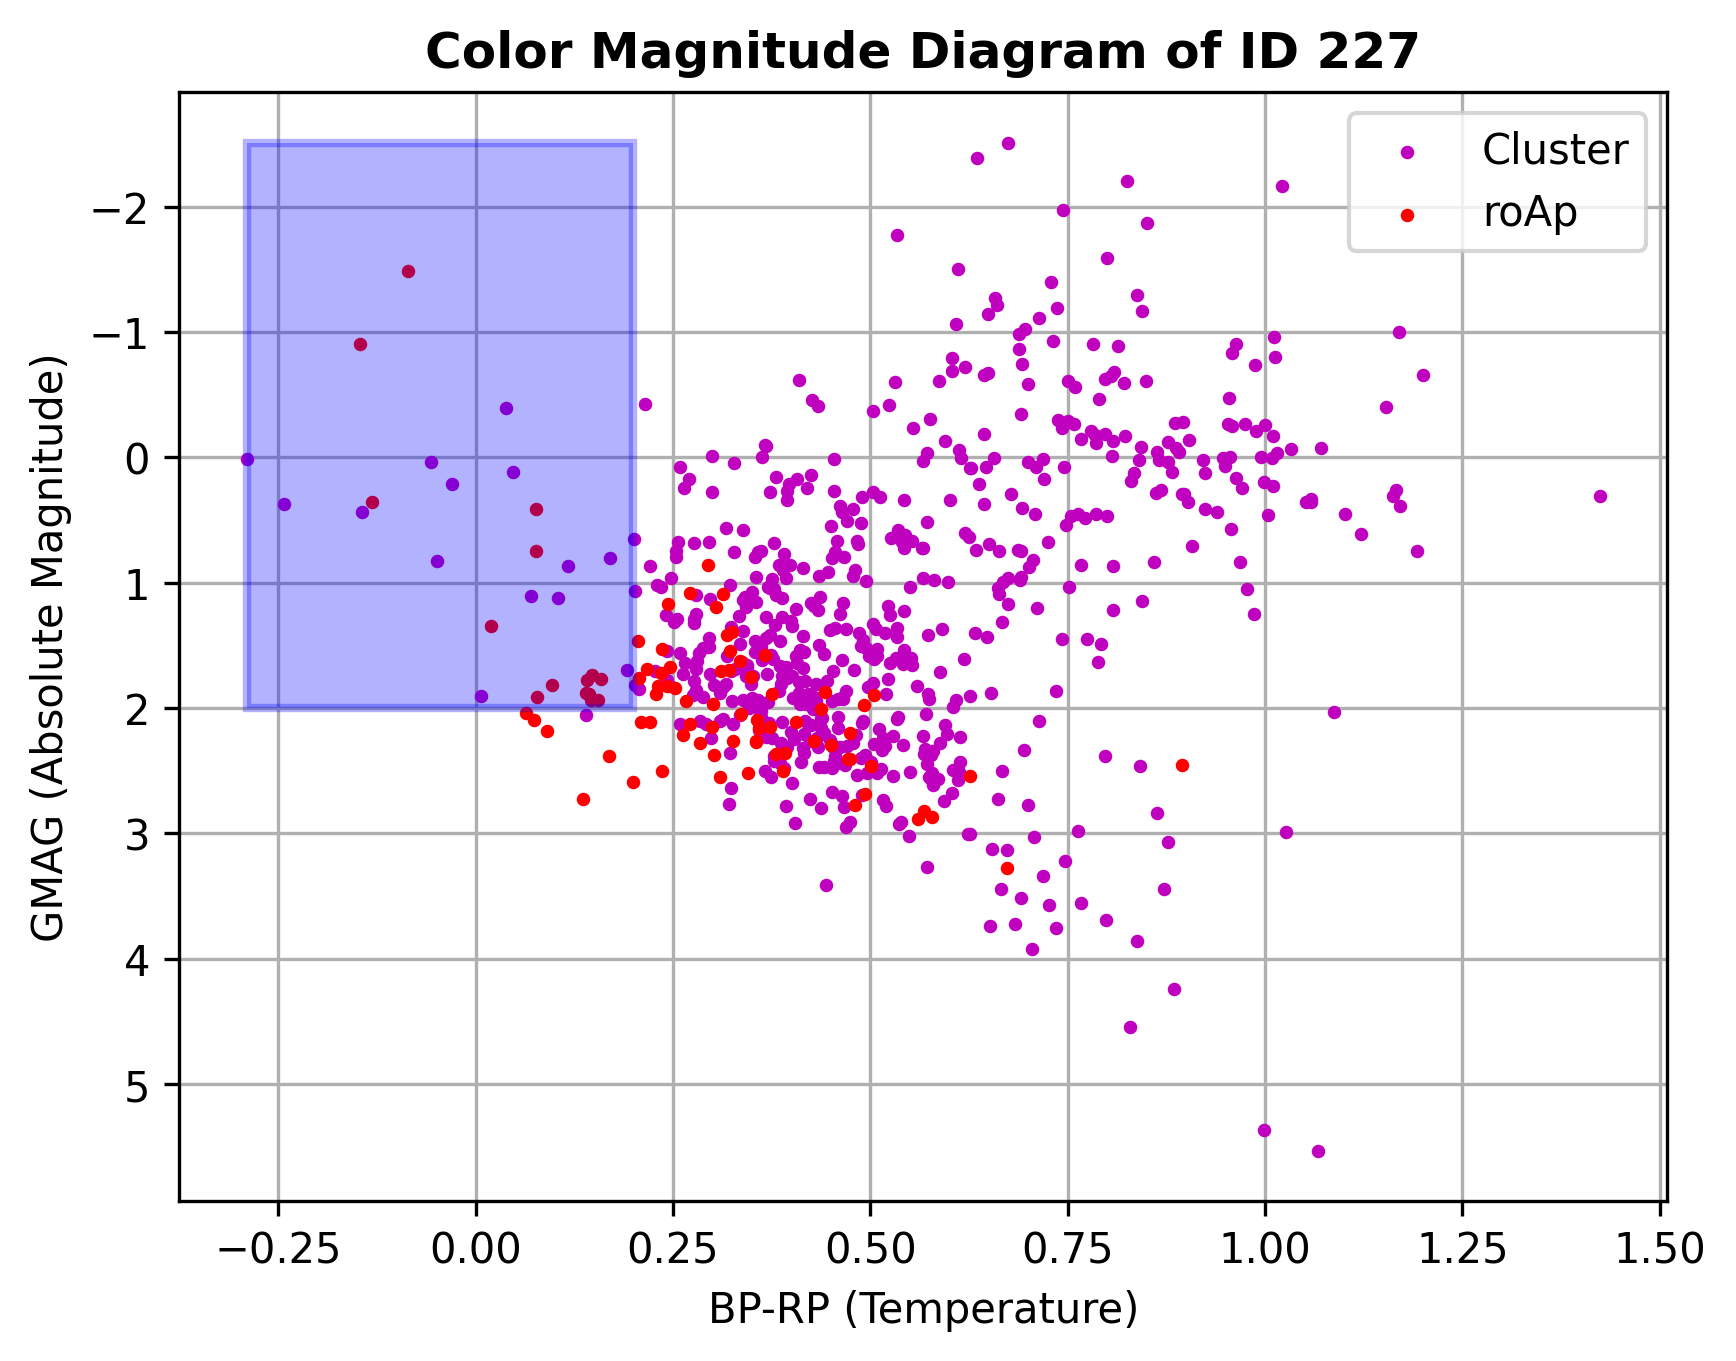 Color Magnitude Diagram of ID 227
Cluster
roAp
−2
−1
0
1
2
3
4
5
GMAG (Absolute Magnitude)
−0.25 0.00 0.25 0.50 0.75 1.00 1.25 1.50
BP-RP (Temperature)